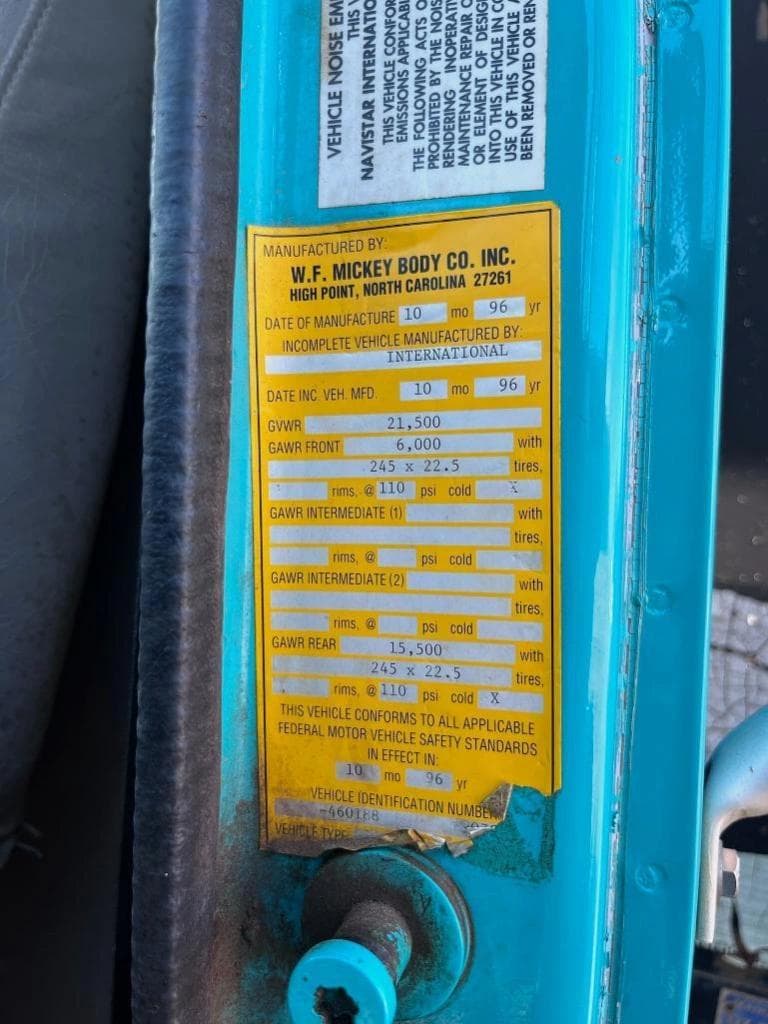 VEHICLE NOISE EMI
THIS V
NAVISTAR INTERNATIO
THIS VEHICLE CONFOR
EMISSIONS APPLICABL
THE FOLLOWING ACTS O
PROHIBITED BY THE NOIS
RENDERING INOPERATIV
MAINTENANCE REPAIR O
OR ELEMENT OF DESIG
INTO THIS VEHICLE IN CO
USE OF THIS VEHICLE A
BEEN REMOVED OR REN
MANUFACTURED BY:
W.F. MICKEY BODY CO. INC.
HIGH POINT, NORTH CAROLINA 27261
DATE OF MANUFACTURE 10 mo 96 yr
INCOMPLETE VEHICLE MANUFACTURED BY:
INTERNATIONAL
DATE INC. VEH. MFD. 10 mo 96 yr
GVWR 21,500
GAWR FRONT 6,000 with
245 x 22.5 tires,
rims, @ 110 psi cold X
GAWR INTERMEDIATE (1) with
tires,
rims, @ psi cold
GAWR INTERMEDIATE (2) with
tires,
rims, @ psi cold
GAWR REAR 15,500 with
245 x 22.5 tires,
rims, @ 110 psi cold X
THIS VEHICLE CONFORMS TO ALL APPLICABLE
FEDERAL MOTOR VEHICLE SAFETY STANDARDS
IN EFFECT IN:
10 mo 96 yr
VEHICLE IDENTIFICATION NUMBER
-460188
VEHICLE TYPE